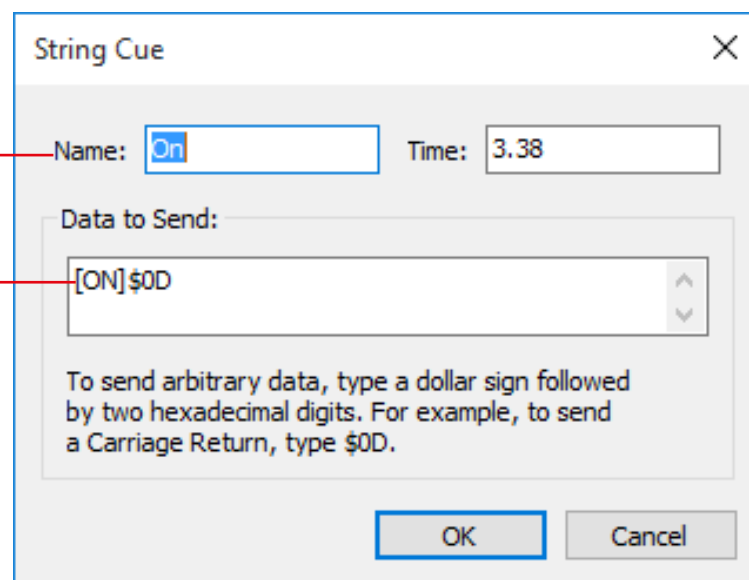 String Cue
Name: On Time: 3.38
Data to Send:
[ON]$0D
To send arbitrary data, type a dollar sign followed
by two hexadecimal digits. For example, to send
a Carriage Return, type $0D.
OK Cancel